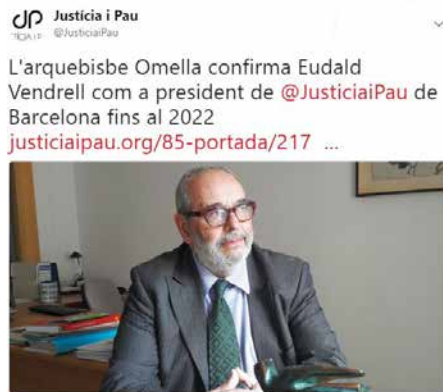 Justícia i Pau
@JusticiaiPau
L'arquebisbe Omella confirma Eudald
Vendrell com a president de @JusticiaiPau de
Barcelona fins al 2022
justiciaipau.org/85-portada/217 ...